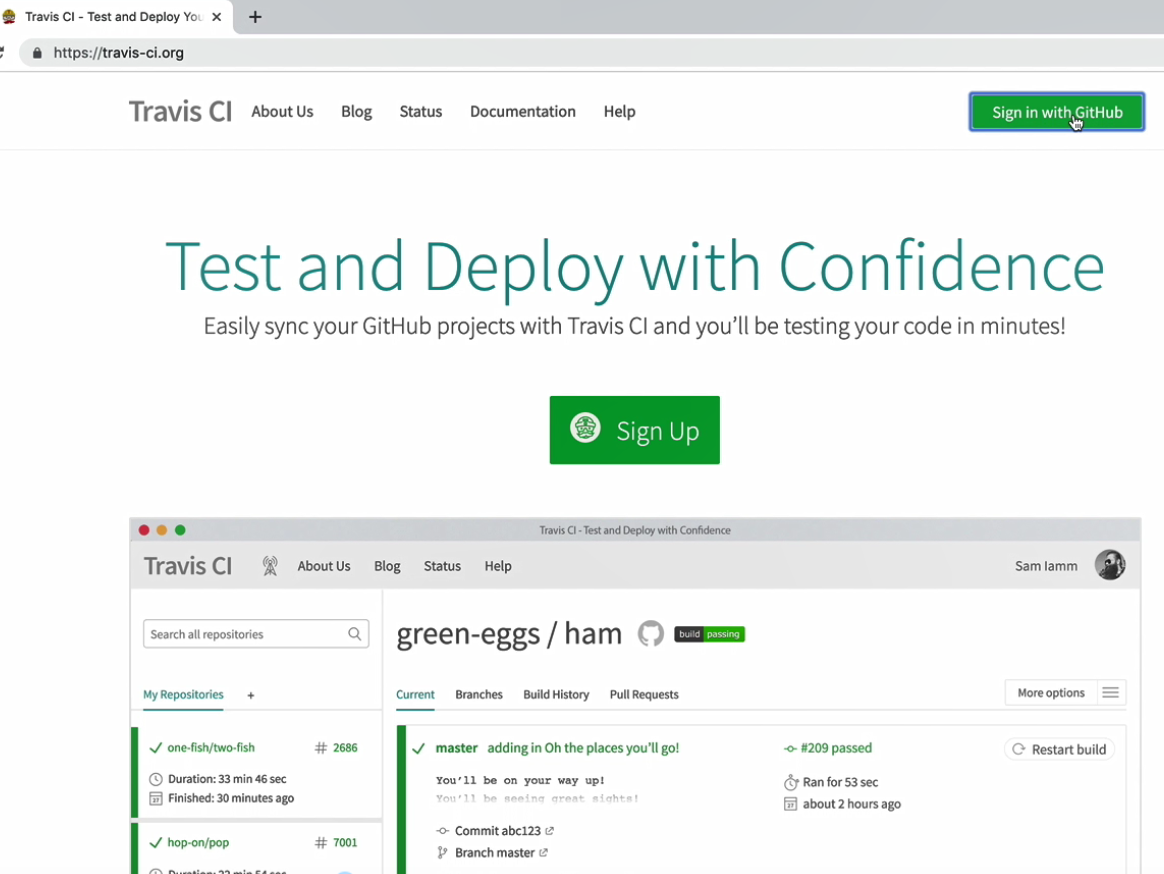 Travis CI - Test and Deploy You
https://travis-ci.org
Travis CI About Us Blog Status Documentation Help Sign in with GitHub
Test and Deploy with Confidence
Easily sync your GitHub projects with Travis CI and you'll be testing your code in minutes!
Sign Up
Travis CI - Test and Deploy with Confidence
Travis CI About Us Blog Status Help Sam Iamm
Search all repositories
green-eggs / ham build passing
My Repositories +
Current Branches Build History Pull Requests More options
one-fish/two-fish # 2686
Duration: 33 min 46 sec
Finished: 30 minutes ago
master adding in Oh the places you'll go! #209 passed Restart build
You'll be on your way up!
You'll be seeing great sights!
Ran for 53 sec
about 2 hours ago
Commit abc123
Branch master
hop-on/pop # 7001